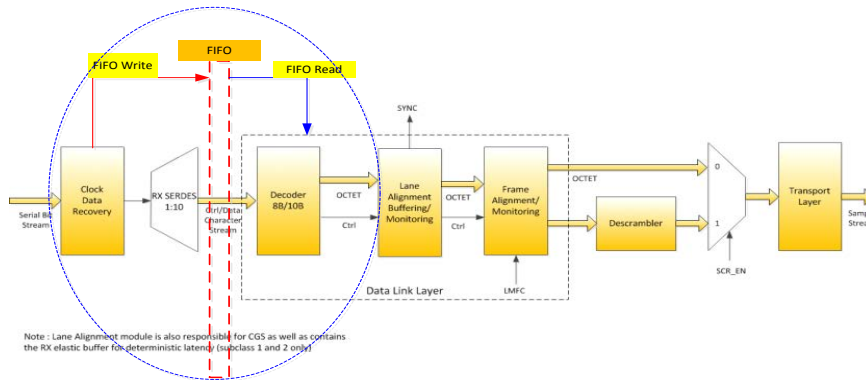 FIFO
FIFO Write
FIFO Read
SYNC
Clock
Data
Recovery
RX SERDES
1:10
Decoder
8B/10B
OCTET
Ctrl
Lane
Alignment
Buffering/
Monitoring
OCTET
Ctrl
Frame
Alignment/
Monitoring
OCTET
Descrambler
0
1
Transport
Layer
Serial Bit
Stream
Ctrl/Data
Character
Stream
Samp
Strea
SCR_EN
LMFC
Data Link Layer
Note : Lane Alignment module is also responsible for CGS as well as contains
the RX elastic buffer for deterministic latency (subclass 1 and 2 only)